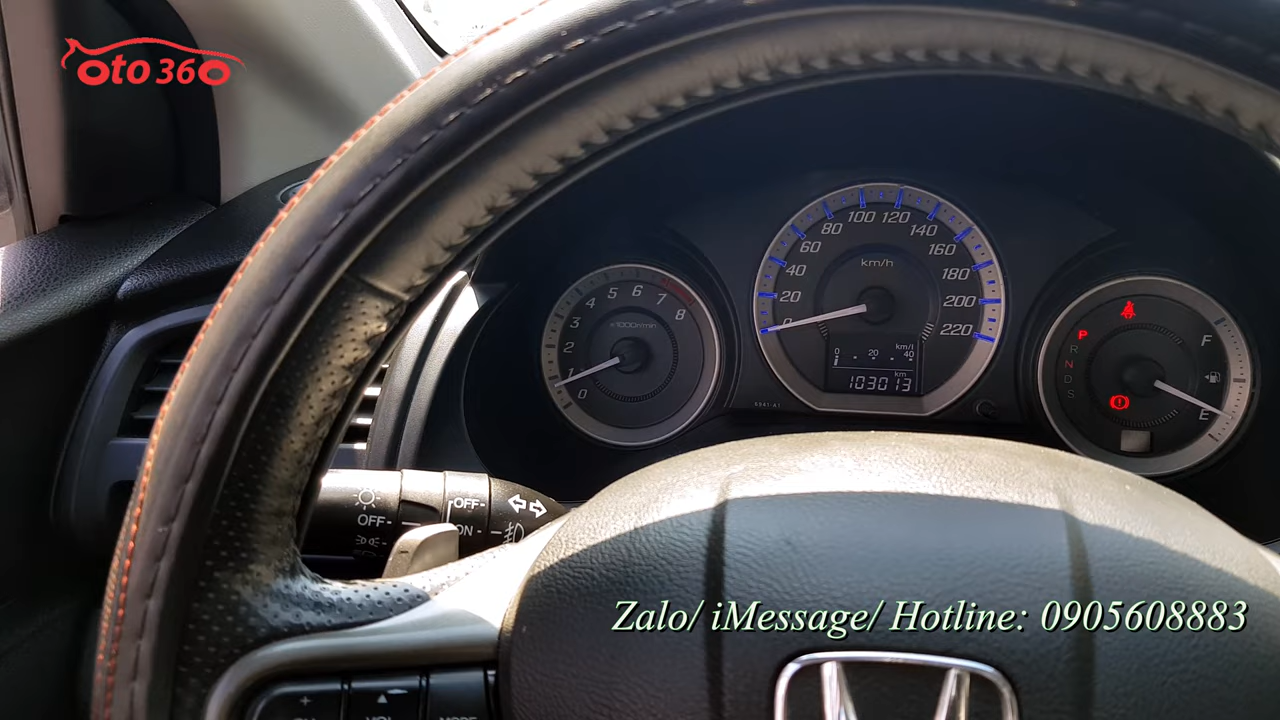 oto360
0 1 2 3 4 5 6 7 8
x1000r/min
0 20 40 60 80 100 120 140 160 180 200 220
km/h
km/l
0 - 20 - 40
km
103013
P
R
N
D
S
F
E
OFF-
OFF-
ON -
Zalo/ iMessage/ Hotline: 0905608883
+